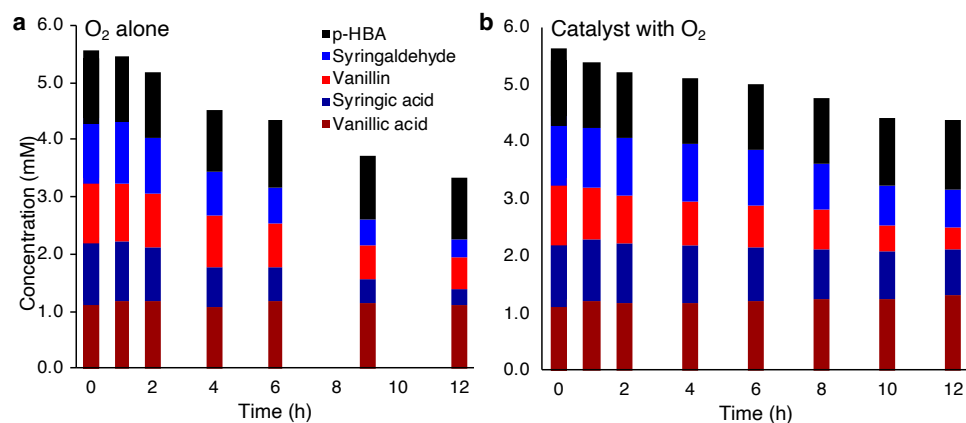 a
O₂ alone
p-HBA
Syringaldehyde
Vanillin
Syringic acid
Vanillic acid
Concentration (mM)
6.0
5.0
4.0
3.0
2.0
1.0
0.0
0 2 4 6 8 10 12
Time (h)
b
Catalyst with O₂
6.0
5.0
4.0
3.0
2.0
1.0
0.0
0 2 4 6 8 10 12
Time (h)